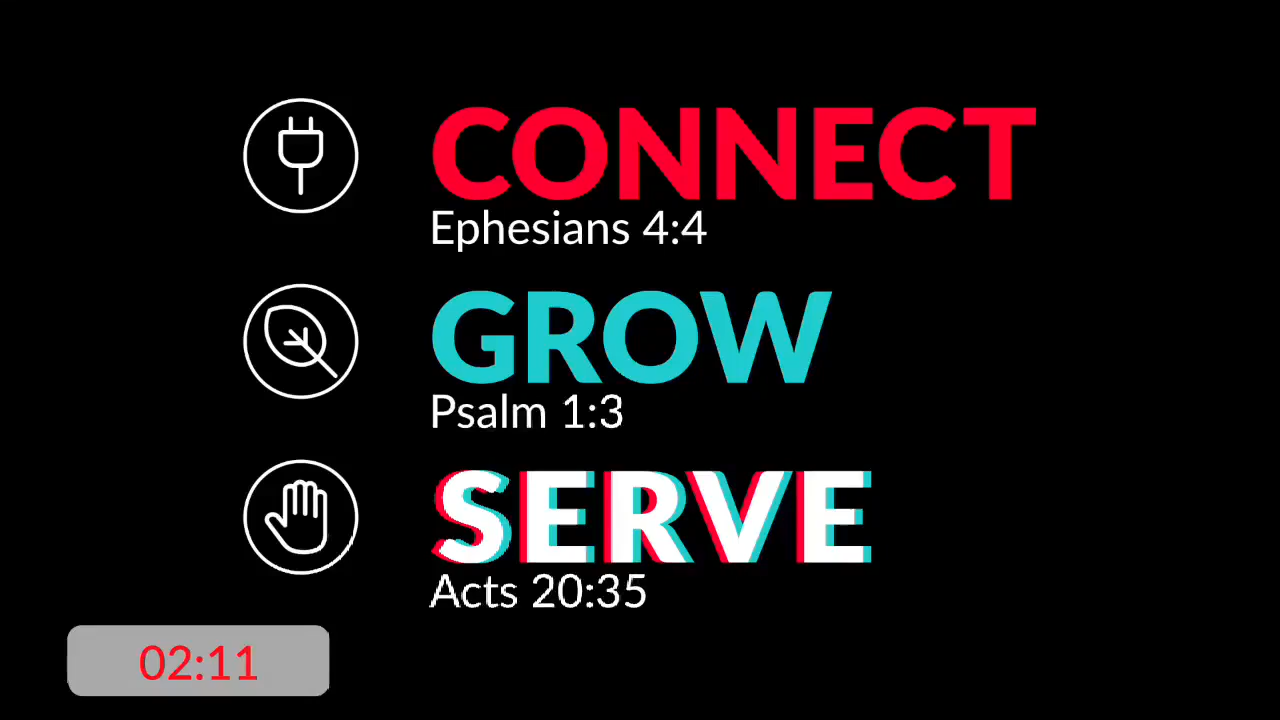 CONNECT
Ephesians 4:4
GROW
Psalm 1:3
SERVE
Acts 20:35
02:11